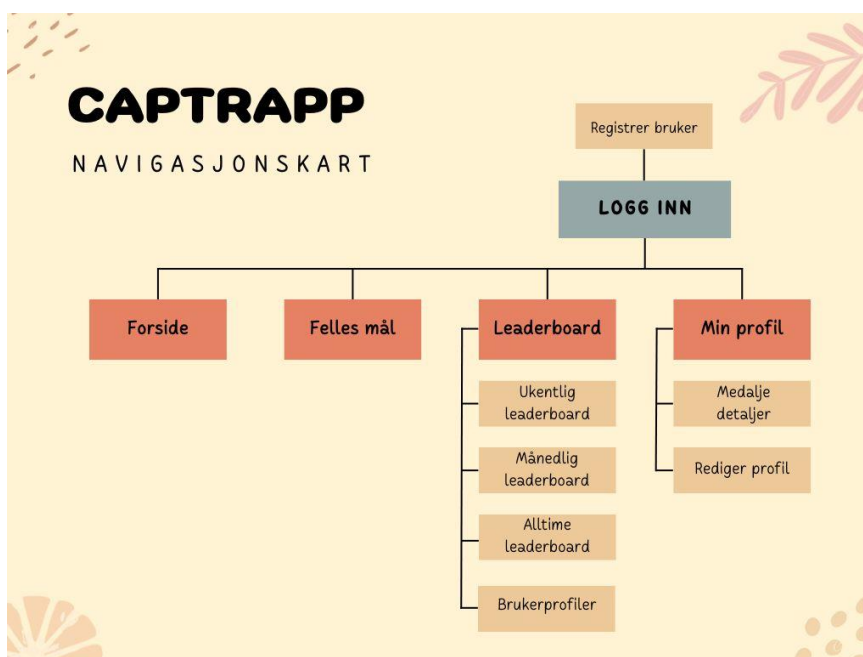 CAPTRAPP
NAVIGASJONSKART
Registrer bruker
LOGG INN
Forside
Felles mål
Leaderboard
Min profil
Ukentlig
leaderboard
Medalje
detaljer
Månedlig
leaderboard
Rediger profil
Alltime
leaderboard
Brukerprofiler